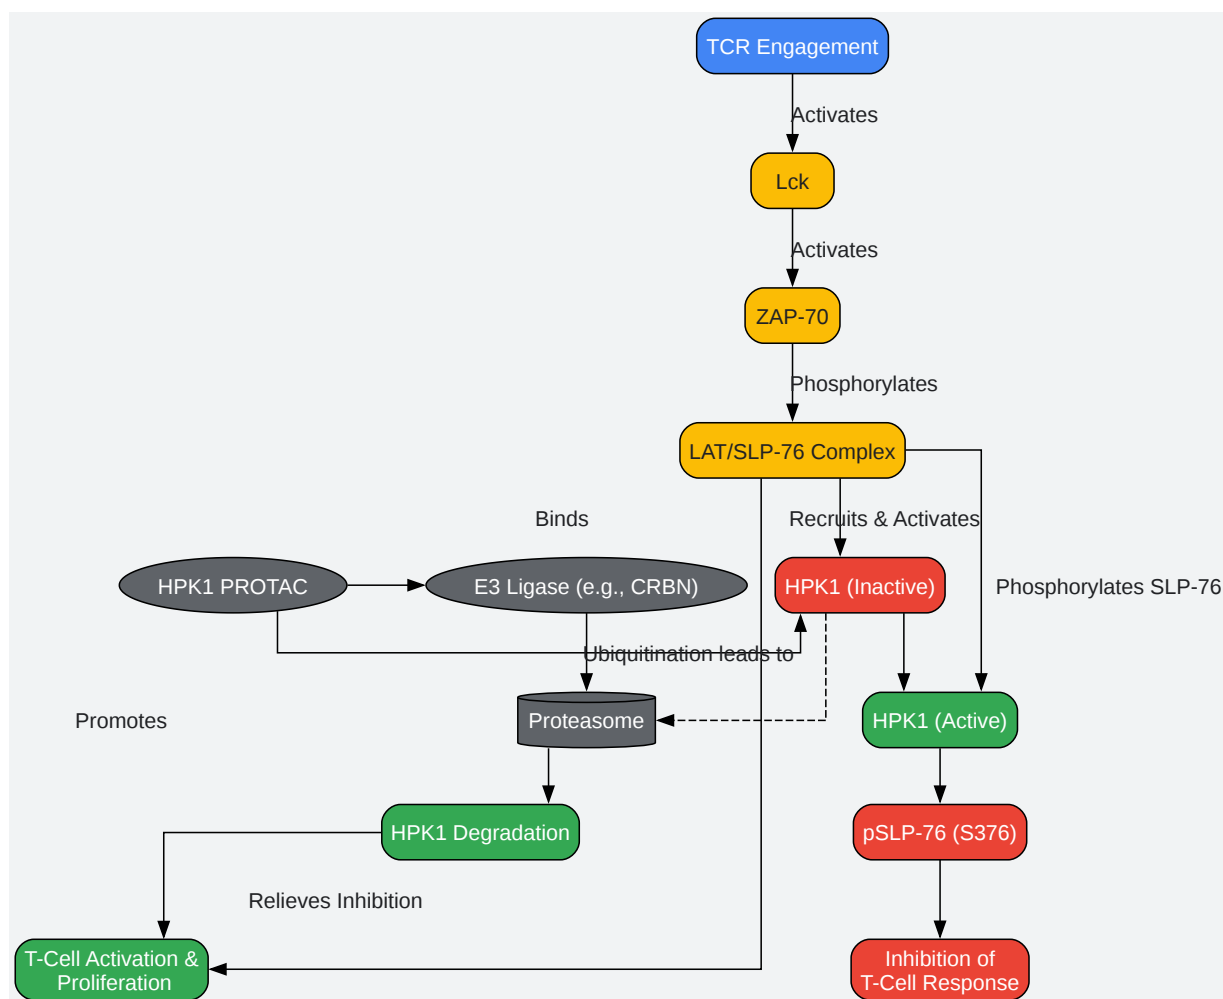 TCR Engagement
Activates
Lck
Activates
ZAP-70
Phosphorylates
LAT/SLP-76 Complex
Binds
Recruits & Activates
HPK1 PROTAC
E3 Ligase (e.g., CRBN)
HPK1 (Inactive)
Phosphorylates SLP-76
Ubiquitination leads to
Promotes
Proteasome
HPK1 (Active)
HPK1 Degradation
pSLP-76 (S376)
Relieves Inhibition
T-Cell Activation &
Proliferation
Inhibition of
T-Cell Response